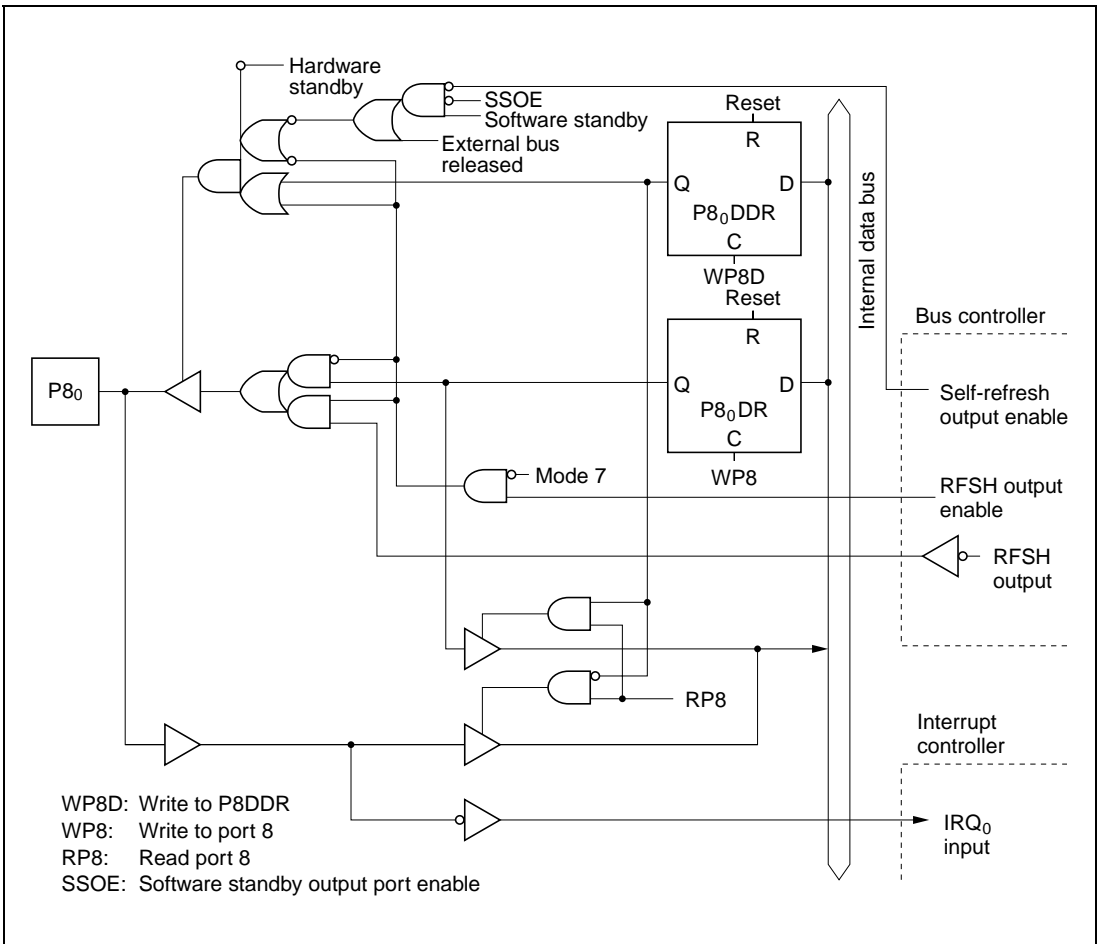 Hardware
standby
SSOE
Software standby
External bus
released
Reset
R
Q
D
P8₀DDR
C
WP8D
Reset
R
Q
D
P8₀DR
C
WP8
Internal data bus
Bus controller
Self-refresh
output enable
P8₀
Mode 7
RFSH output
enable
RFSH
output
RP8
Interrupt
controller
IRQ₀
input
WP8D: Write to P8DDR
WP8: Write to port 8
RP8: Read port 8
SSOE: Software standby output port enable